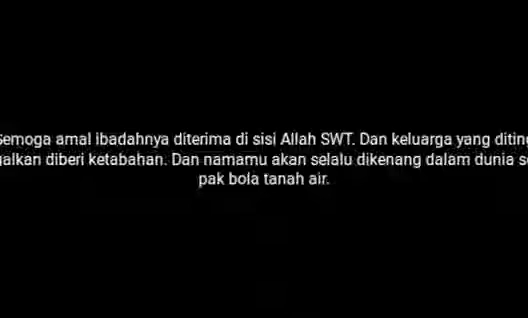 Semoga amal ibadahnya diterima di sisi Allah SWT. Dan keluarga yang diting
galkan diberi ketabahan. Dan namamu akan selalu dikenang dalam dunia se
pak bola tanah air.